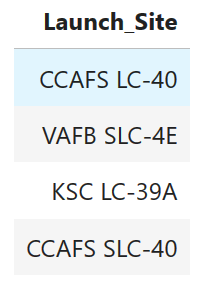 Launch_Site
CCAFS LC-40
VAFB SLC-4E
KSC LC-39A
CCAFS SLC-40